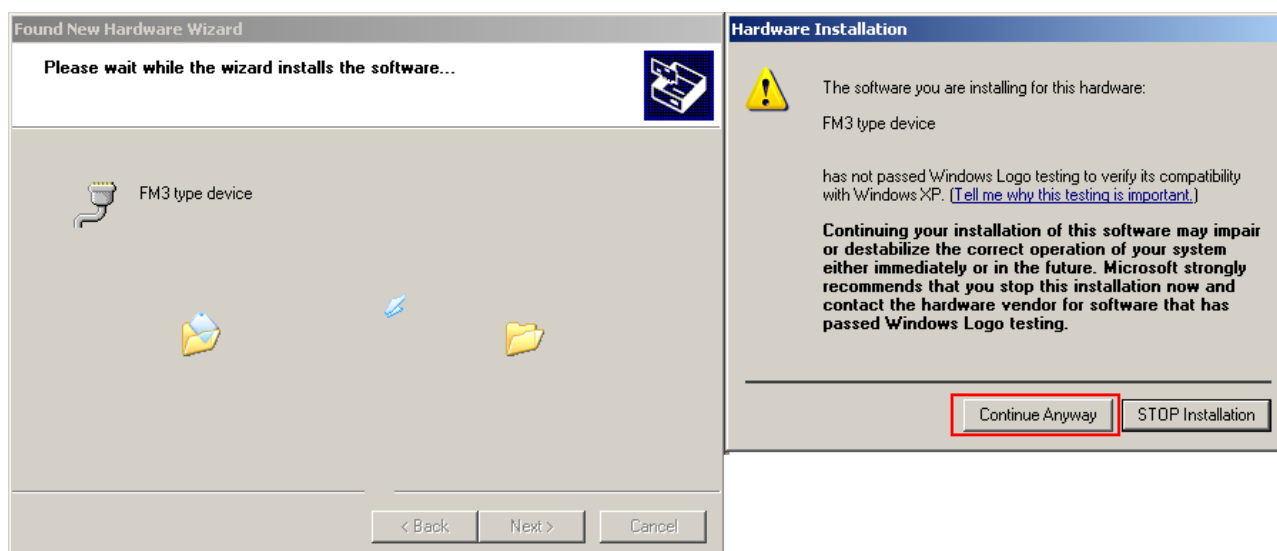 Found New Hardware Wizard
Please wait while the wizard installs the software...
FM3 type device
< Back
Next >
Cancel
Hardware Installation
The software you are installing for this hardware:
FM3 type device
has not passed Windows Logo testing to verify its compatibility
with Windows XP. (Tell me why this testing is important.)
Continuing your installation of this software may impair
or destabilize the correct operation of your system
either immediately or in the future. Microsoft strongly
recommends that you stop this installation now and
contact the hardware vendor for software that has
passed Windows Logo testing.
Continue Anyway
STOP Installation